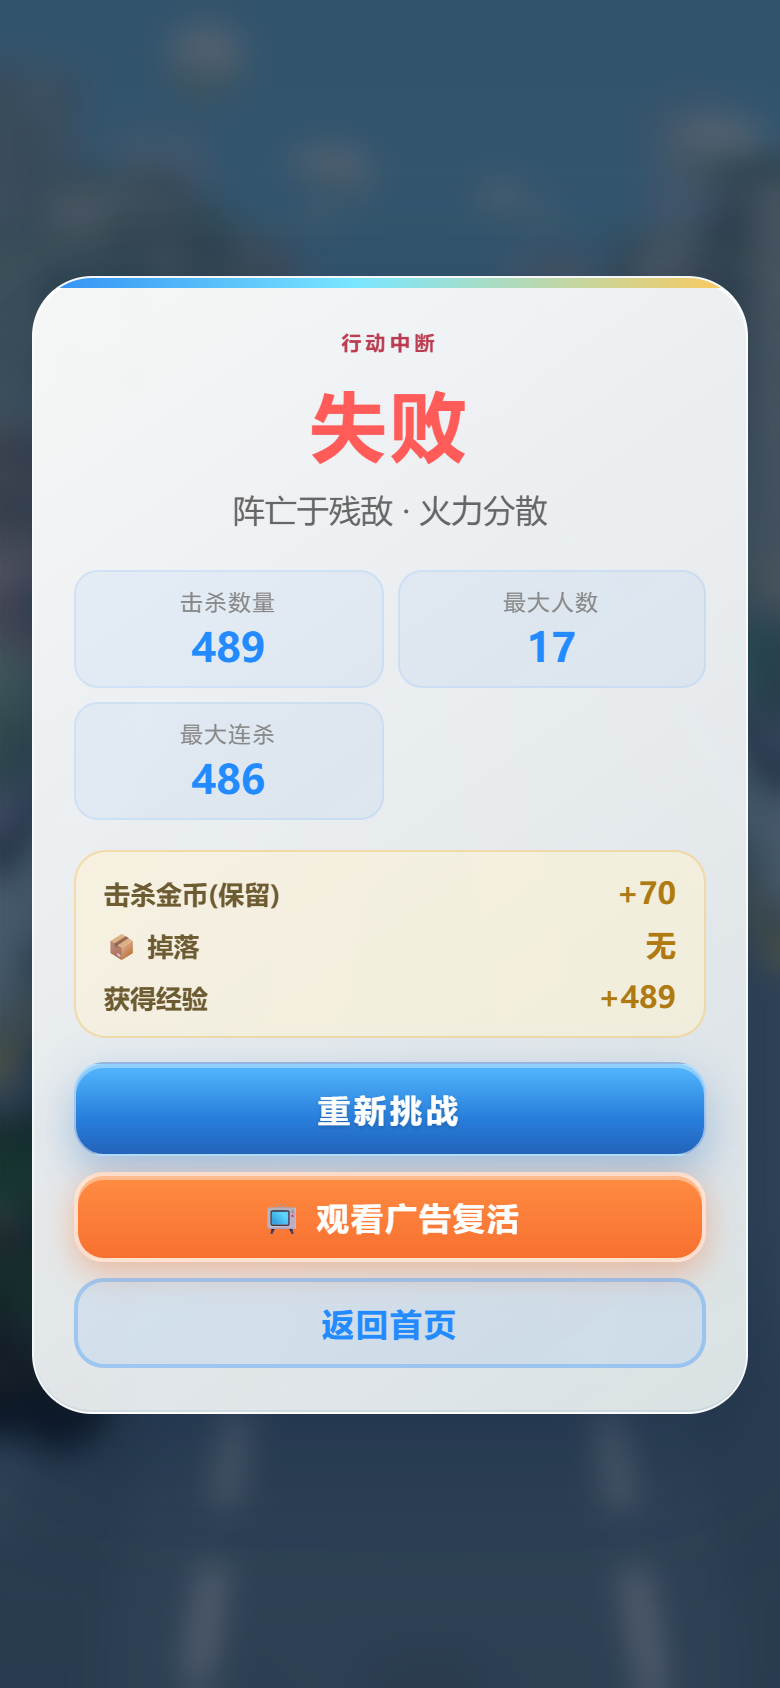 行动中断
失败
阵亡于残敌 · 火力分散
击杀数量
489
最大人数
17
最大连杀
486
击杀金币(保留) +70
掉落 无
获得经验 +489
重新挑战
观看广告复活
返回首页